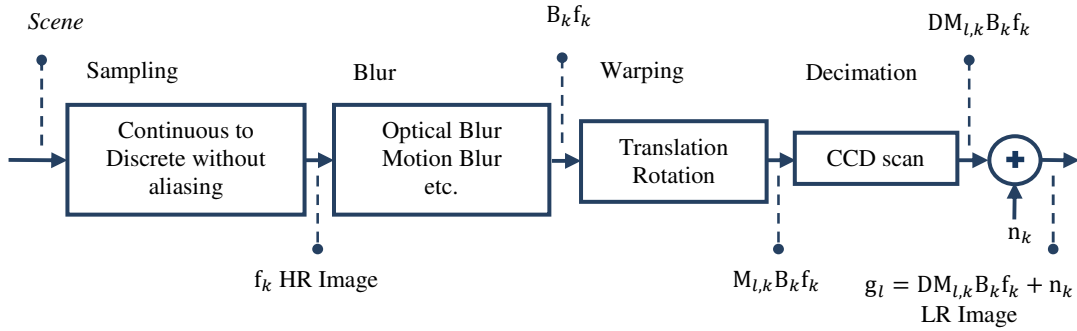 Scene
B_k f_k
DM_{l,k}B_k f_k
Sampling
Blur
Warping
Decimation
Continuous to
Discrete without
aliasing
Optical Blur
Motion Blur
etc.
Translation
Rotation
CCD scan
+
n_k
f_k HR Image
M_{l,k}B_k f_k
g_l = DM_{l,k}B_k f_k + n_k
LR Image